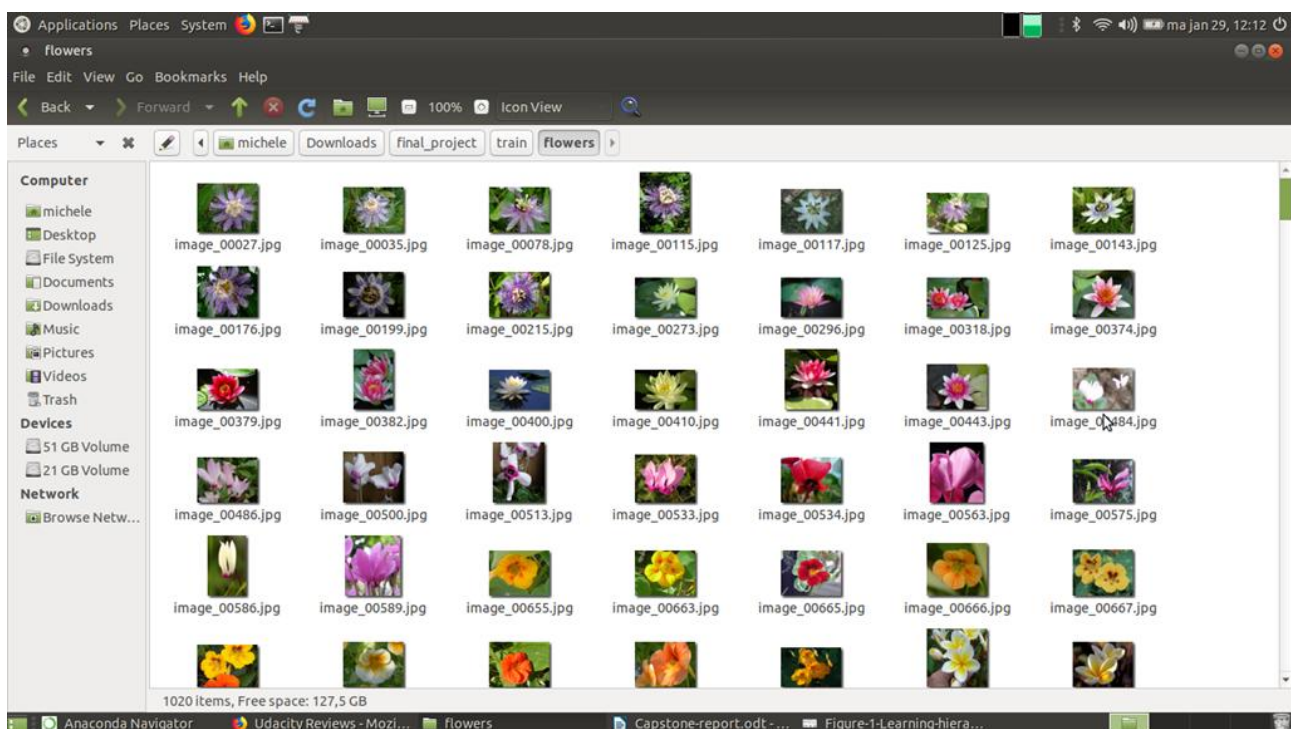 Applications Places System ma jan 29, 12:12
flowers
File Edit View Go Bookmarks Help
Back Forward 100% Icon View
Places michele Downloads final_project train flowers
Computer
michele
Desktop
File System
Documents
Downloads
Music
Pictures
Videos
Trash
Devices
51 GB Volume
21 GB Volume
Network
Browse Netw...
image_00027.jpg image_00035.jpg image_00078.jpg image_00115.jpg image_00117.jpg image_00125.jpg image_00143.jpg
image_00176.jpg image_00199.jpg image_00215.jpg image_00273.jpg image_00296.jpg image_00318.jpg image_00374.jpg
image_00379.jpg image_00382.jpg image_00400.jpg image_00410.jpg image_00441.jpg image_00443.jpg image_00484.jpg
image_00486.jpg image_00500.jpg image_00513.jpg image_00533.jpg image_00534.jpg image_00563.jpg image_00575.jpg
image_00586.jpg image_00589.jpg image_00655.jpg image_00663.jpg image_00665.jpg image_00666.jpg image_00667.jpg
1020 items, Free space: 127,5 GB
Anaconda Navigator Udacity Reviews - Mozi... flowers Capstone-report.odt - ... Figure-1-Learning-hiera...